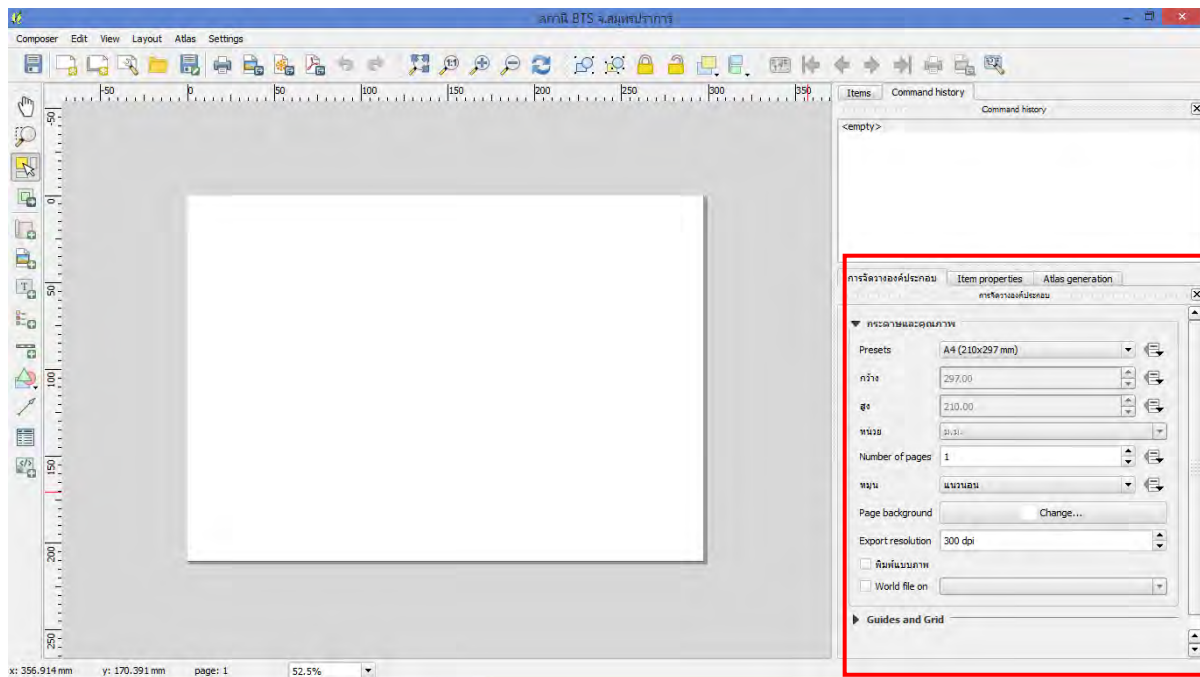 สถานี BTS จ.สมุทรปราการ
Composer Edit View Layout Atlas Settings
-50 0 50 100 150 200 250 300 350
Items Command history
Command history
<empty>
-50
0
50
100
150
200
250
การจัดวางองค์ประกอบ Item properties Atlas generation
การจัดวางองค์ประกอบ
กระดาษและคุณภาพ
Presets A4 (210x297 mm)
กว้าง 297.00
สูง 210.00
หน่วย ม.ม.
Number of pages 1
หมุน แนวนอน
Page background Change...
Export resolution 300 dpi
พิมพ์แบบภาพ
World file on
Guides and Grid
x: 356.914 mm y: 170.391 mm page: 1 52.5%